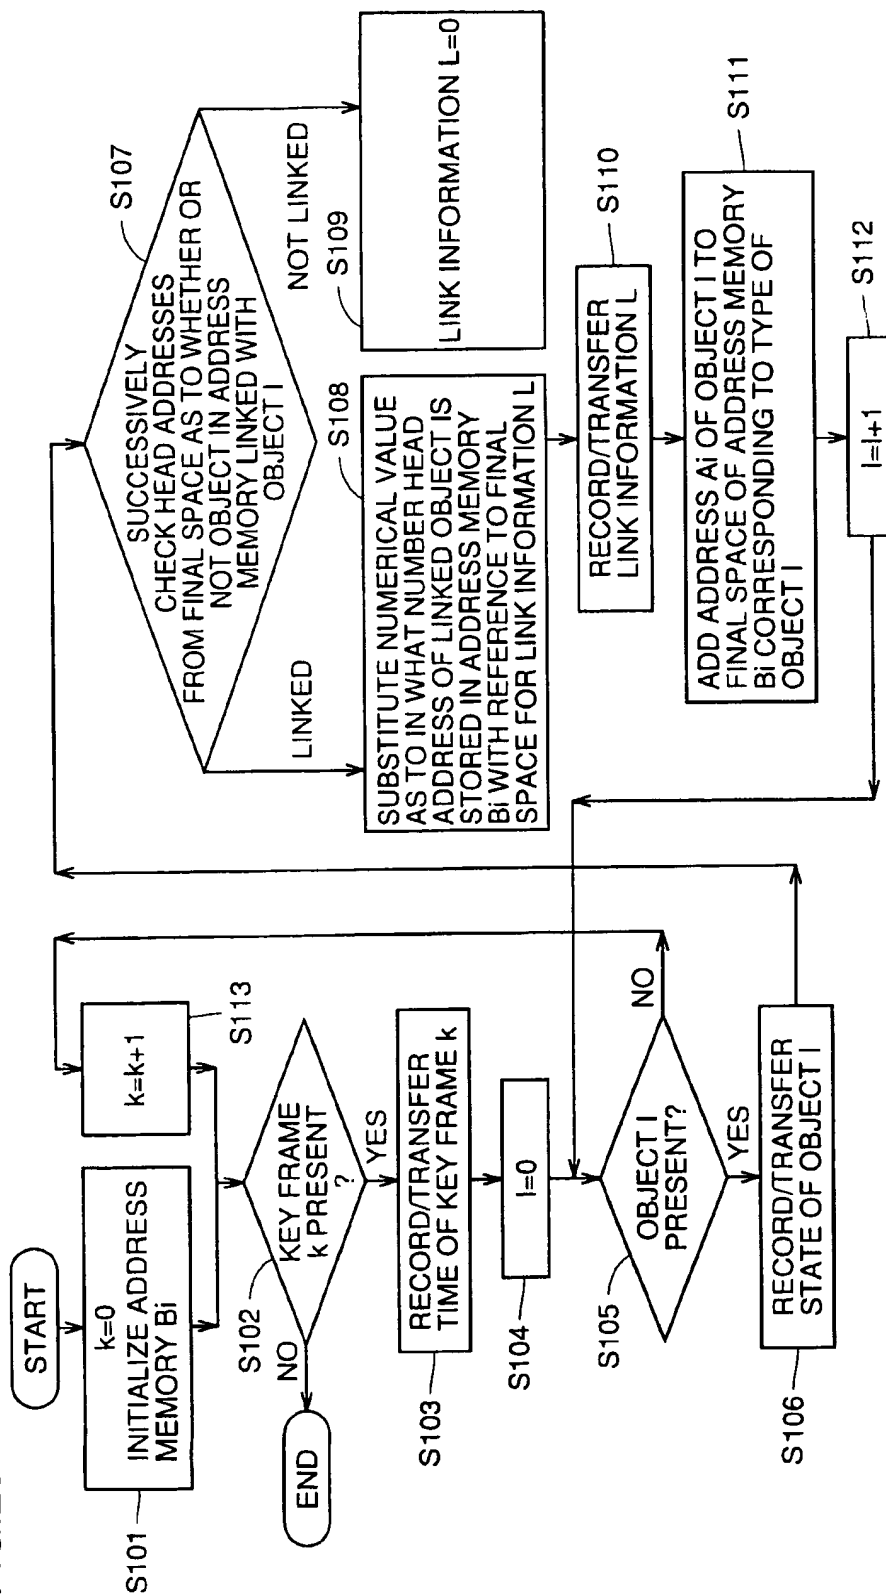 START
k=0
INITIALIZE ADDRESS
MEMORY Bi
S101
k=k+1
S113
KEY FRAME
k PRESENT
?
S102
NO
END
YES
RECORD/TRANSFER
TIME OF KEY FRAME k
S103
I=0
S104
OBJECT I
PRESENT?
S105
NO
YES
RECORD/TRANSFER
STATE OF OBJECT I
S106
SUCCESSIVELY
CHECK HEAD ADDRESSES
FROM FINAL SPACE AS TO WHETHER OR
NOT OBJECT IN ADDRESS
MEMORY LINKED WITH
OBJECT I
S107
LINKED
NOT LINKED
S108
SUBSTITUTE NUMERICAL VALUE
AS TO IN WHAT NUMBER HEAD
ADDRESS OF LINKED OBJECT IS
STORED IN ADDRESS MEMORY
Bi WITH REFERENCE TO FINAL
SPACE FOR LINK INFORMATION L
S109
LINK INFORMATION L=0
RECORD/TRANSFER
LINK INFORMATION L
S110
ADD ADDRESS Ai OF OBJECT I TO
FINAL SPACE OF ADDRESS MEMORY
Bi CORRESPONDING TO TYPE OF
OBJECT I
S111
I=I+1
S112